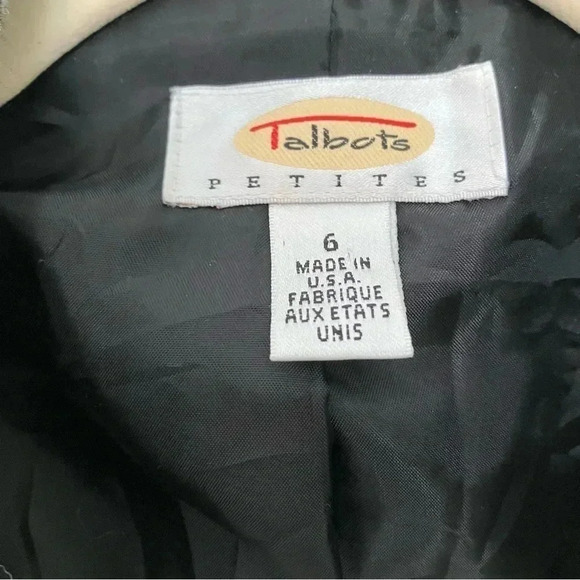 Talbots
PETITES
6
MADE IN
U.S.A.
FABRIQUE
AUX ETATS
UNIS